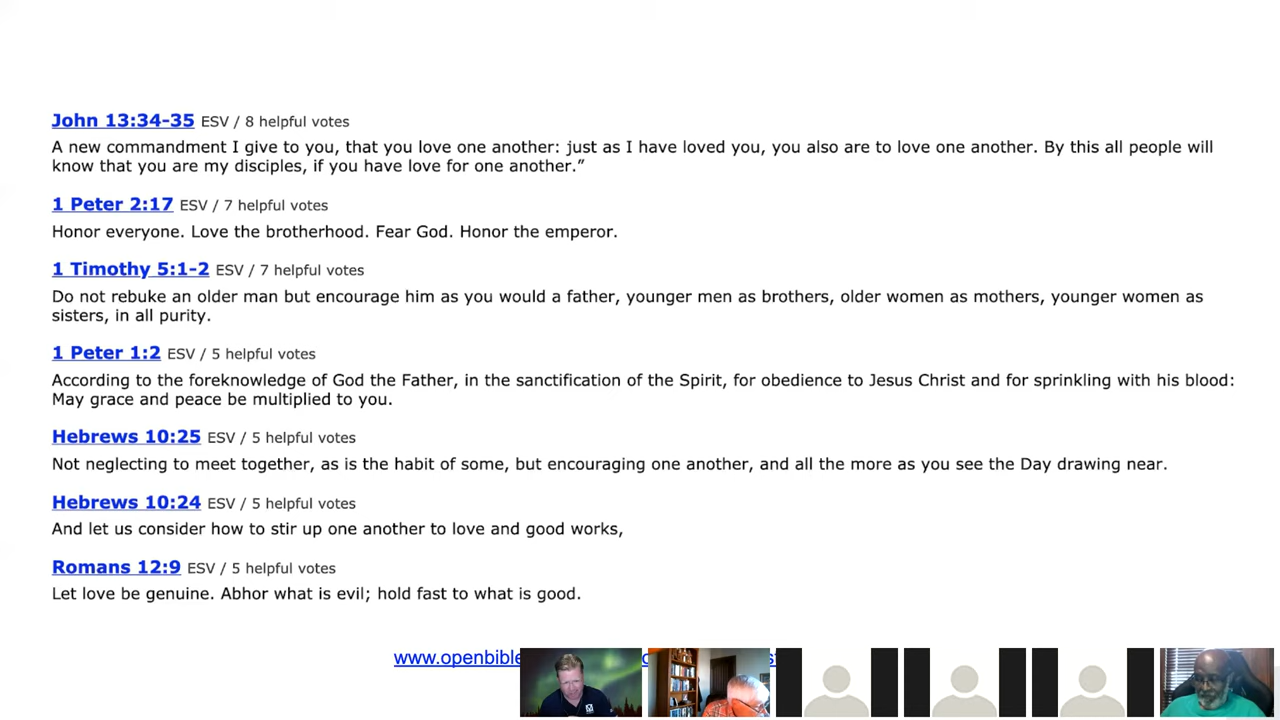 John 13:34-35 ESV / 8 helpful votes
A new commandment I give to you, that you love one another: just as I have loved you, you also are to love one another. By this all people will
know that you are my disciples, if you have love for one another.”
1 Peter 2:17 ESV / 7 helpful votes
Honor everyone. Love the brotherhood. Fear God. Honor the emperor.
1 Timothy 5:1-2 ESV / 7 helpful votes
Do not rebuke an older man but encourage him as you would a father, younger men as brothers, older women as mothers, younger women as
sisters, in all purity.
1 Peter 1:2 ESV / 5 helpful votes
According to the foreknowledge of God the Father, in the sanctification of the Spirit, for obedience to Jesus Christ and for sprinkling with his blood:
May grace and peace be multiplied to you.
Hebrews 10:25 ESV / 5 helpful votes
Not neglecting to meet together, as is the habit of some, but encouraging one another, and all the more as you see the Day drawing near.
Hebrews 10:24 ESV / 5 helpful votes
And let us consider how to stir up one another to love and good works,
Romans 12:9 ESV / 5 helpful votes
Let love be genuine. Abhor what is evil; hold fast to what is good.
www.openbible